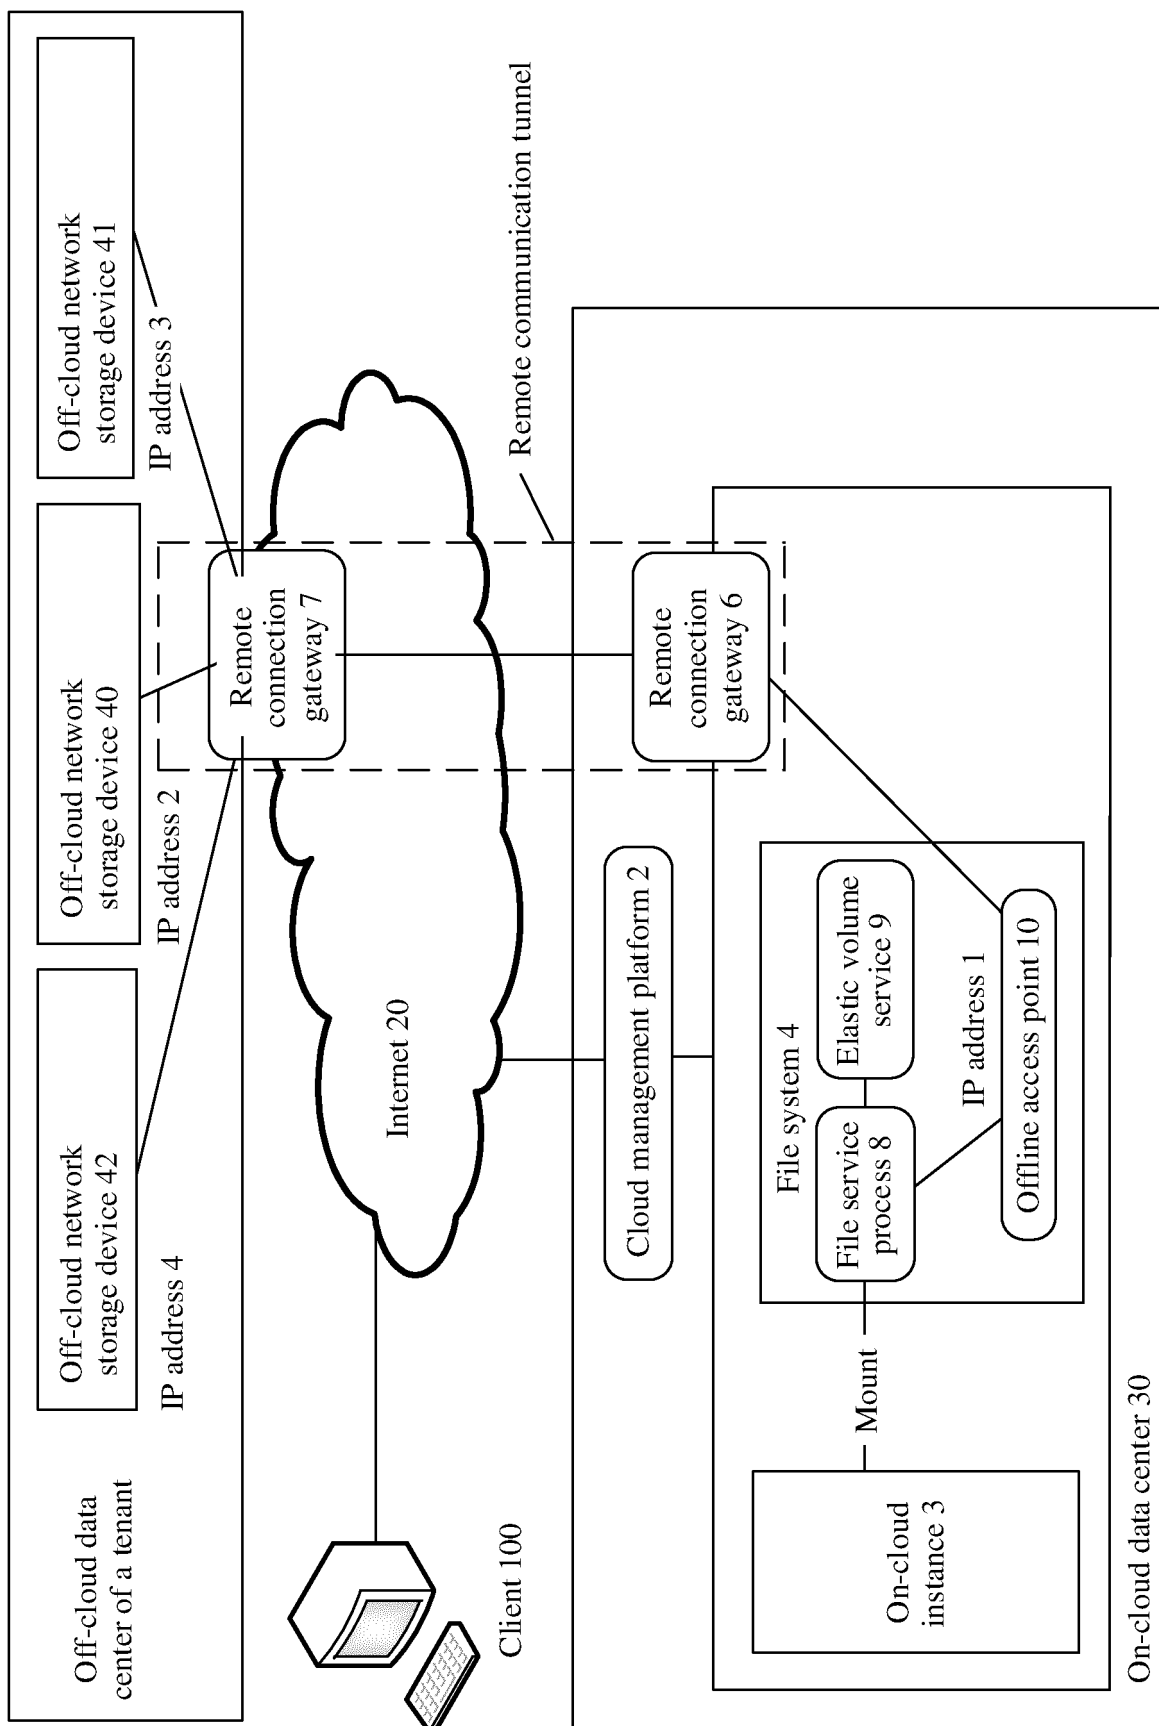 Off-cloud data
center of a tenant
Off-cloud network
storage device 42
Off-cloud network
storage device 40
Off-cloud network
storage device 41
IP address 4
IP address 2
IP address 3
Remote
connection
gateway 7
Client 100
Internet 20
Remote communication tunnel
Cloud management platform 2
Remote
connection
gateway 6
On-cloud
instance 3
Mount
File system 4
File service
process 8
Elastic volume
service 9
IP address 1
Offline access point 10
On-cloud data center 30